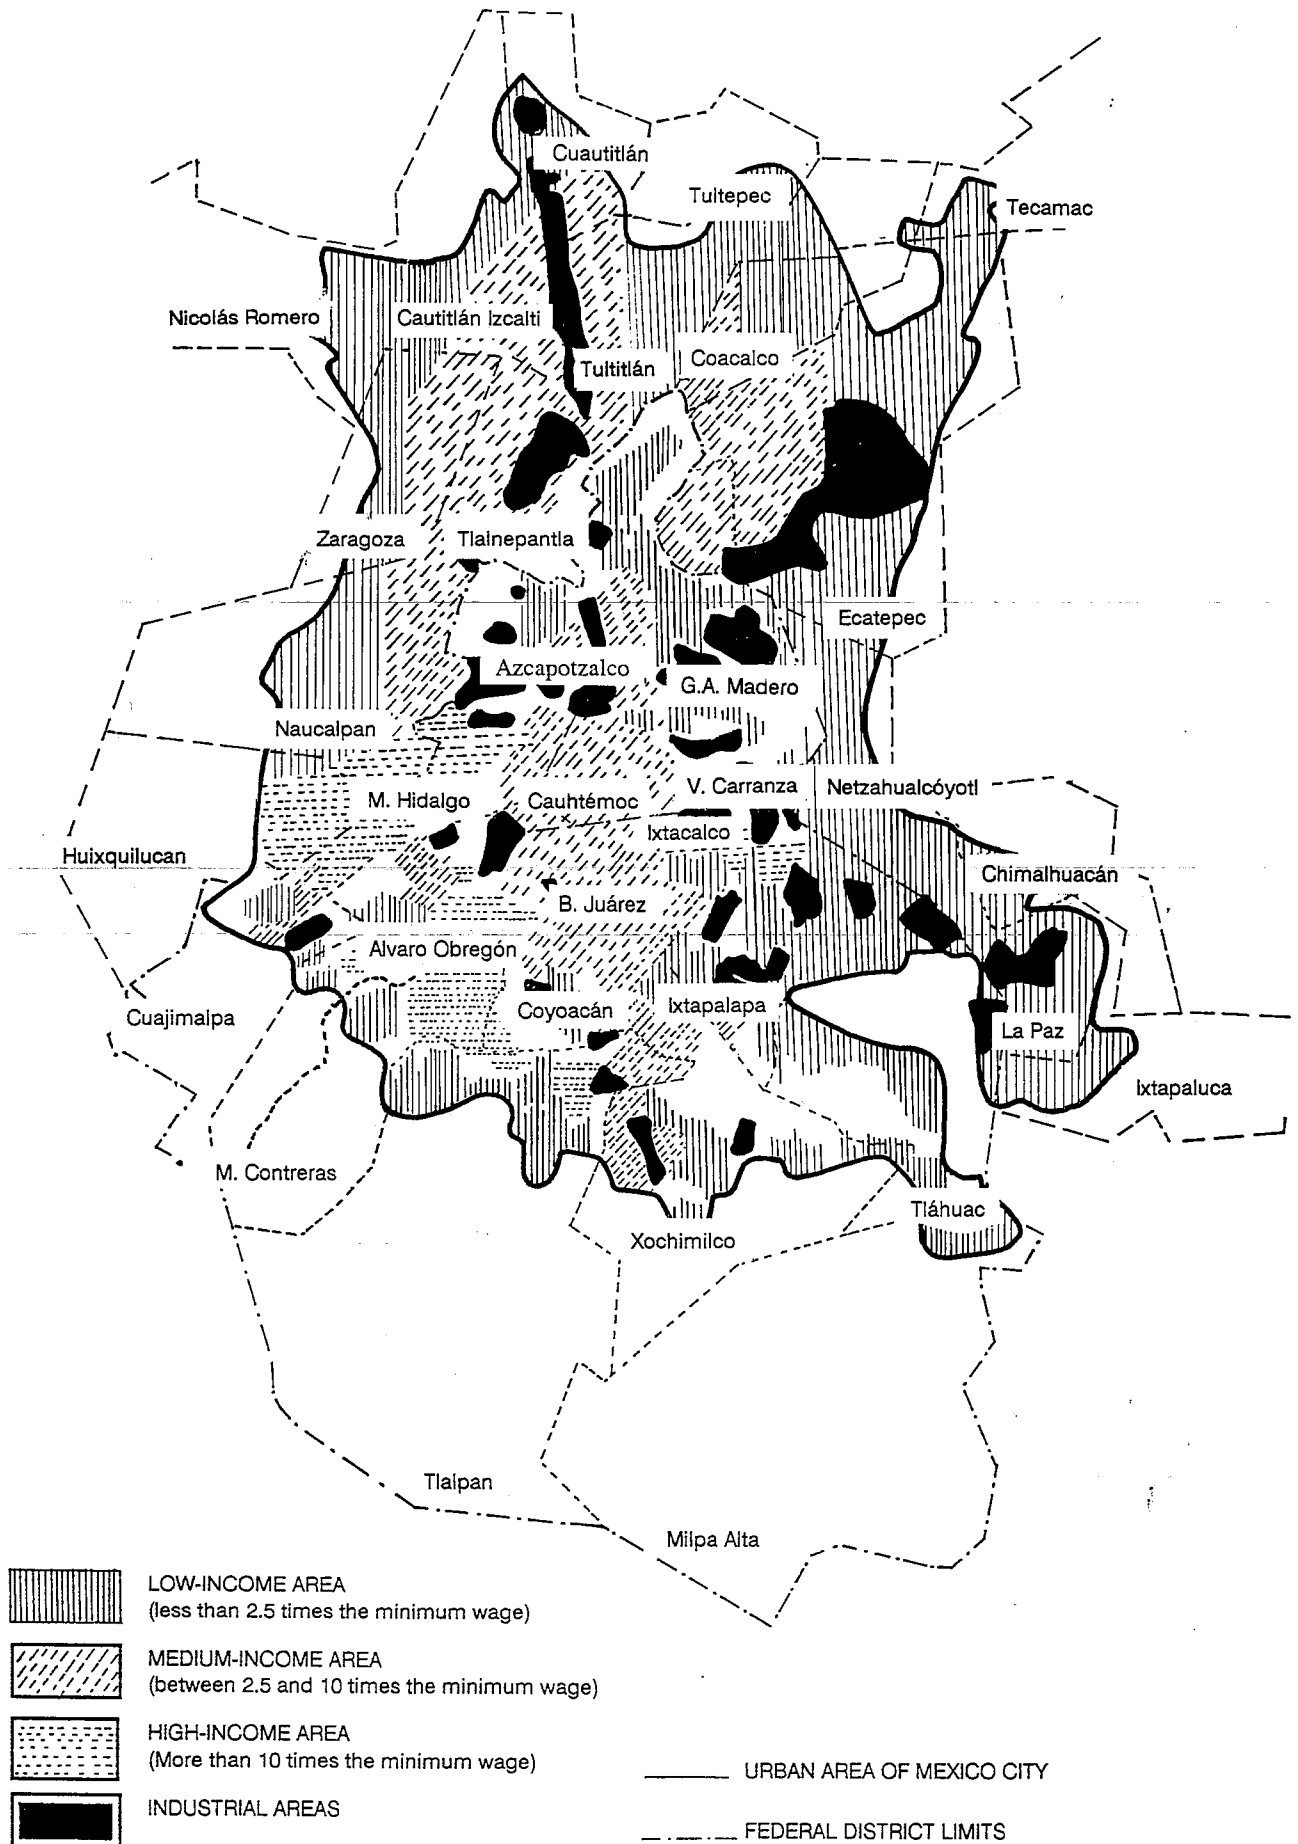 Cuautitlán
Tultepec
Tecamac
Nicolás Romero
Cautitlán Izcalti
Tultitlán
Coacalco
Zaragoza
Tlalnepantla
Ecatepec
Azcapotzalco
G.A. Madero
Naucalpan
M. Hidalgo
Cauhtémoc
V. Carranza
Netzahualcóyotl
Ixtacalco
Huixquilucan
Chimalhuacán
B. Juárez
Alvaro Obregón
Cuajimalpa
Coyoacán
Ixtapalapa
La Paz
Ixtapaluca
M. Contreras
Tláhuac
Xochimilco
Tlalpan
Milpa Alta
LOW-INCOME AREA
(less than 2.5 times the minimum wage)
MEDIUM-INCOME AREA
(between 2.5 and 10 times the minimum wage)
HIGH-INCOME AREA
(More than 10 times the minimum wage)
INDUSTRIAL AREAS
URBAN AREA OF MEXICO CITY
FEDERAL DISTRICT LIMITS